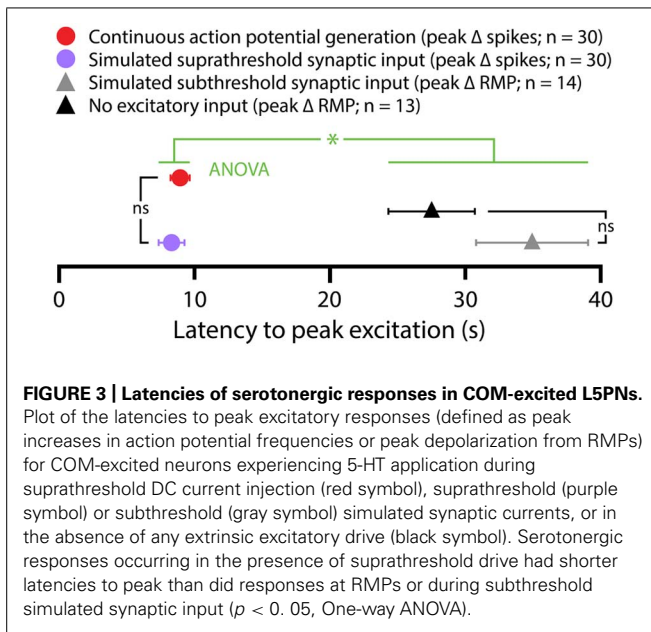 Continuous action potential generation (peak Δ spikes; n = 30)
Simulated suprathreshold synaptic input (peak Δ spikes; n = 30)
Simulated subthreshold synaptic input (peak Δ RMP; n = 14)
No excitatory input (peak Δ RMP; n = 13)
*
ANOVA
ns
ns
0 10 20 30 40
Latency to peak excitation (s)
FIGURE 3 | Latencies of serotonergic responses in COM-excited L5PNs.
Plot of the latencies to peak excitatory responses (defined as peak
increases in action potential frequencies or peak depolarization from RMPs)
for COM-excited neurons experiencing 5-HT application during
suprathreshold DC current injection (red symbol), suprathreshold (purple
symbol) or subthreshold (gray symbol) simulated synaptic currents, or in
the absence of any extrinsic excitatory drive (black symbol). Serotonergic
responses occurring in the presence of suprathreshold drive had shorter
latencies to peak than did responses at RMPs or during subthreshold
simulated synaptic input (p < 0. 05, One-way ANOVA).